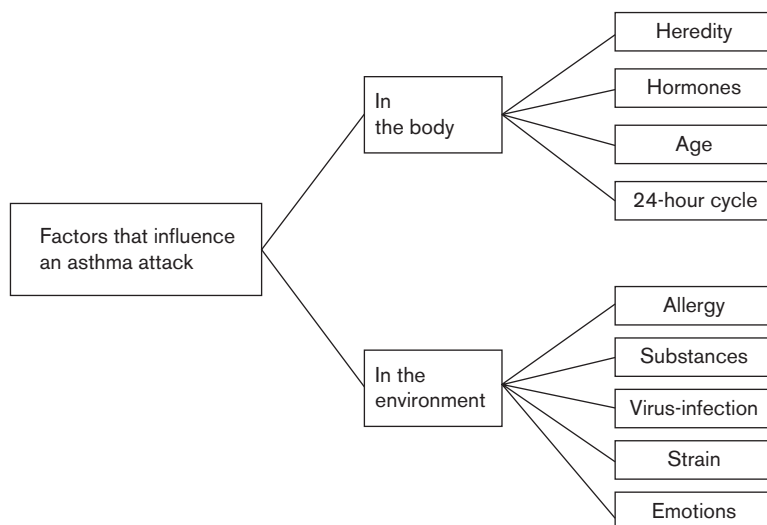 Factors that influence
an asthma attack
In
the body
Heredity
Hormones
Age
24-hour cycle
In the
environment
Allergy
Substances
Virus-infection
Strain
Emotions